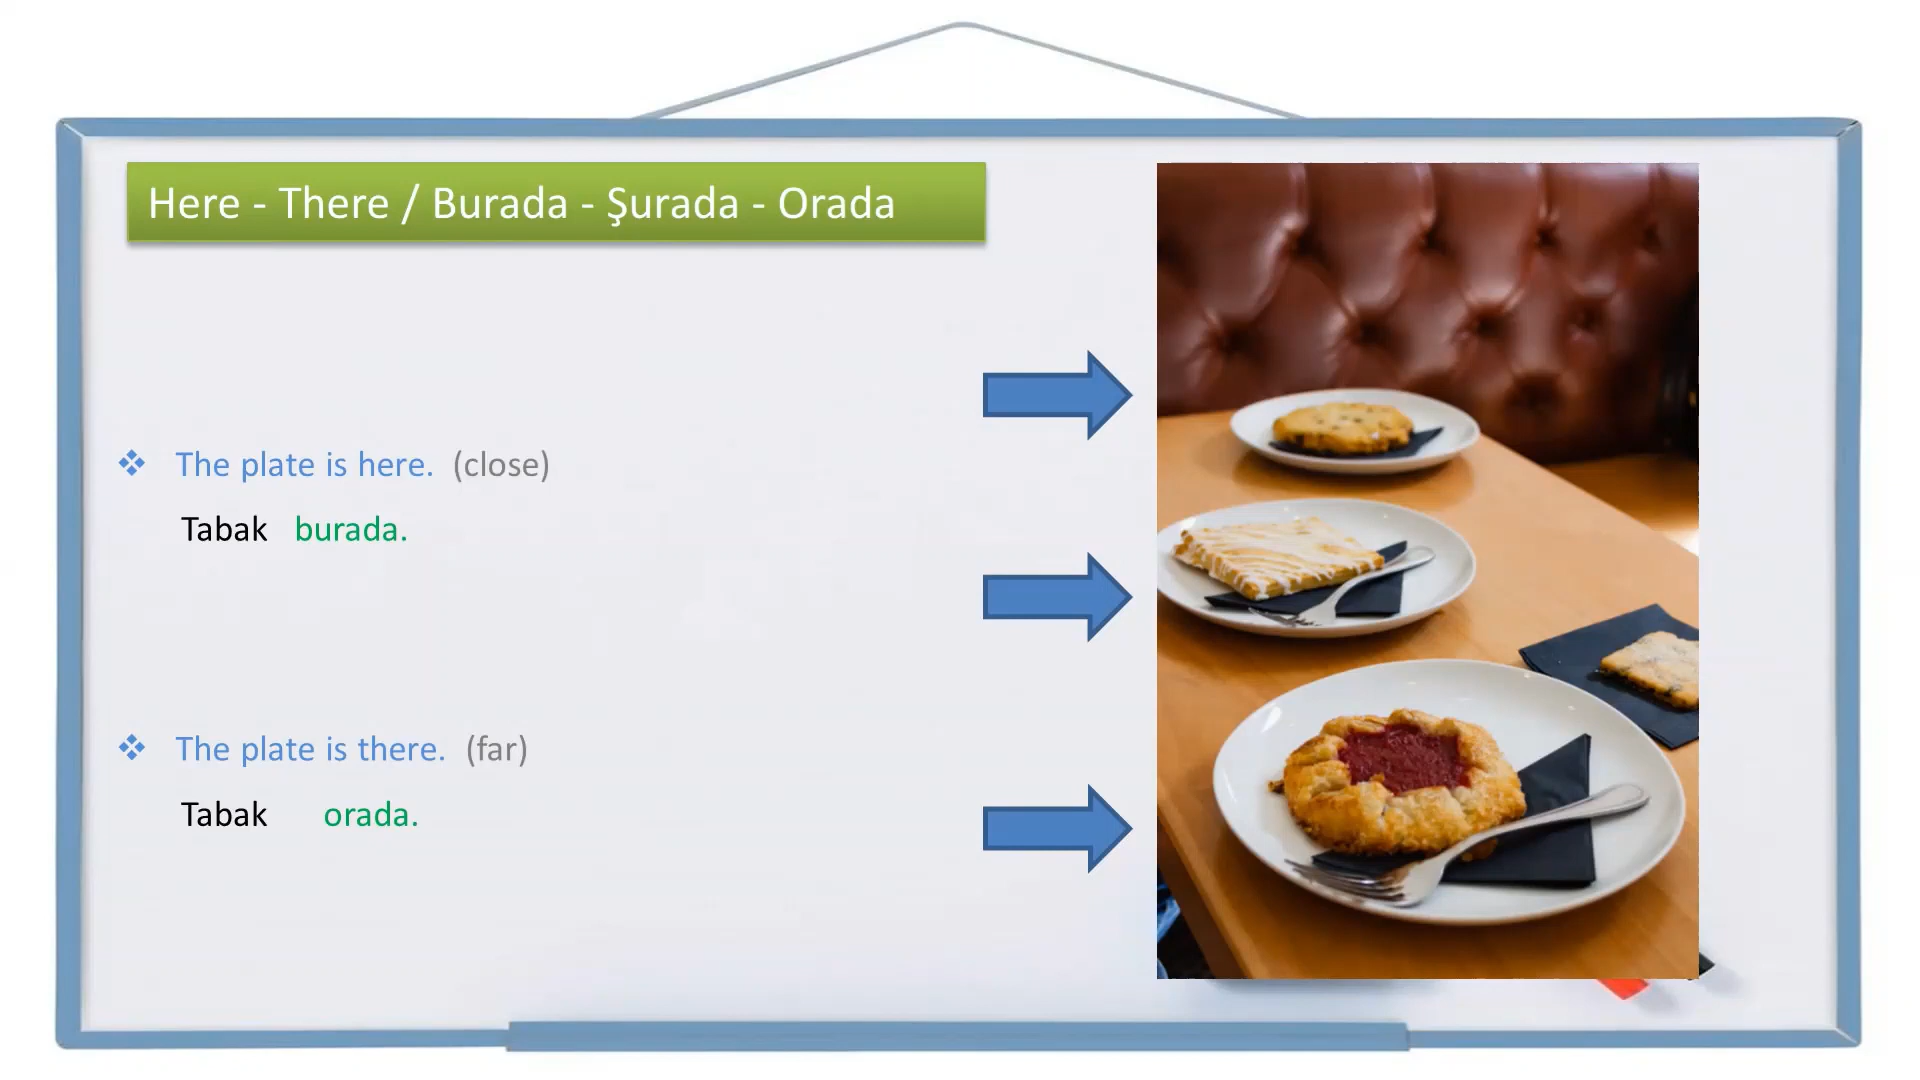 Here - There / Burada - Şurada - Orada
The plate is here. (close)
Tabak burada.
The plate is there. (far)
Tabak orada.